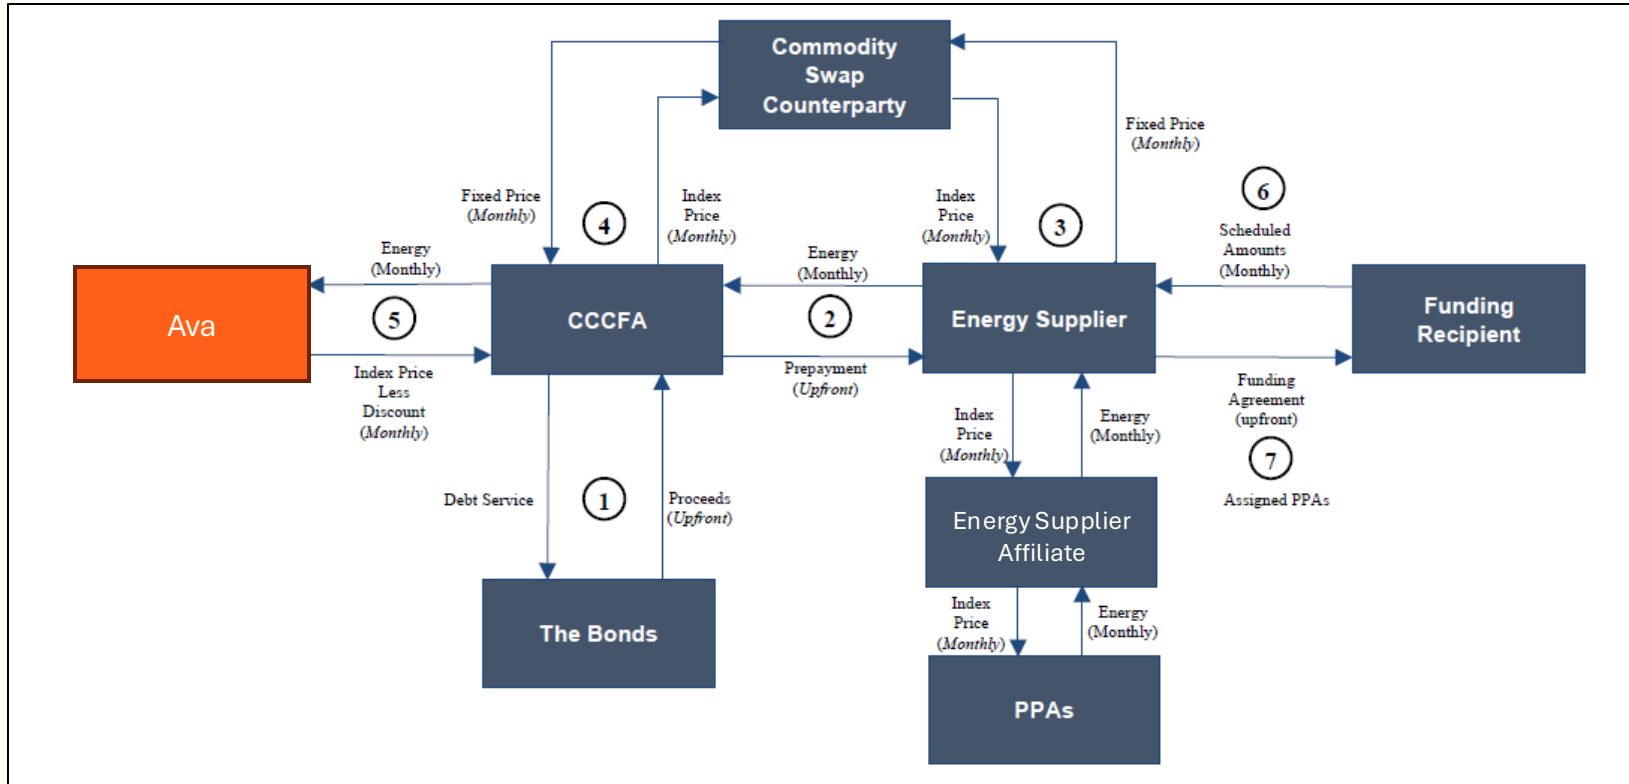 Commodity
Swap
Counterparty
Fixed Price
(Monthly)
6
Fixed Price
(Monthly)
4
Index
Price
(Monthly)
Index
Price
(Monthly)
3
Scheduled
Amounts
(Monthly)
Energy
(Monthly)
Energy
(Monthly)
Ava
5
CCCFA
2
Energy Supplier
Funding
Recipient
Index Price
Less
Discount
(Monthly)
Prepayment
(Upfront)
Funding
Agreement
(upfront)
Index
Price
(Monthly)
Energy
(Monthly)
7
Debt Service
1
Proceeds
(Upfront)
Assigned PPAs
Energy Supplier
Affiliate
The Bonds
Index
Price
(Monthly)
Energy
(Monthly)
PPAs